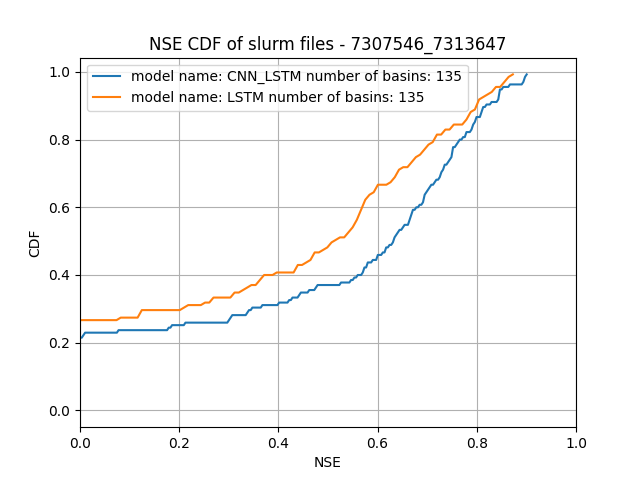 NSE CDF of slurm files - 7307546_7313647
model name: CNN_LSTM number of basins: 135
model name: LSTM number of basins: 135
1.0
0.8
0.6
0.4
0.2
0.0
CDF
0.0 0.2 0.4 0.6 0.8 1.0
NSE